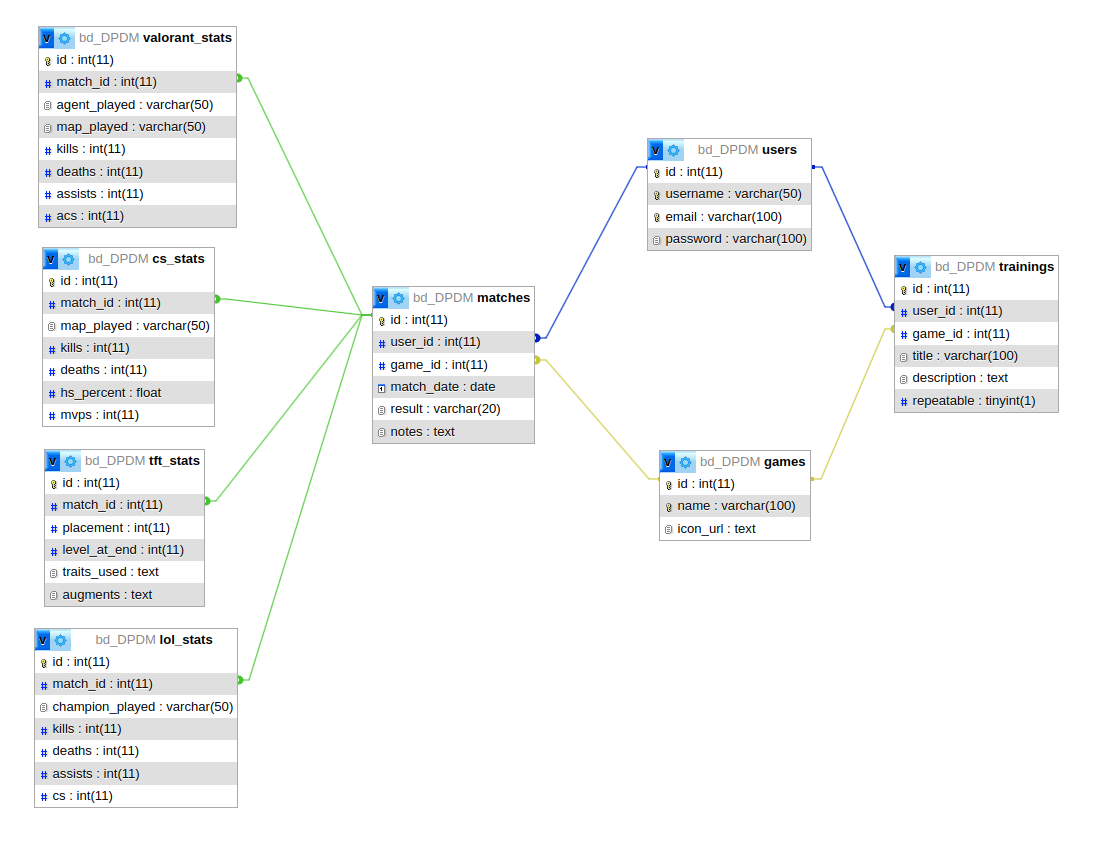 V bd_DPDM valorant_stats
id : int(11)
# match_id : int(11)
agent_played : varchar(50)
map_played : varchar(50)
# kills : int(11)
# deaths : int(11)
# assists : int(11)
# acs : int(11)
V bd_DPDM cs_stats
id : int(11)
# match_id : int(11)
map_played : varchar(50)
# kills : int(11)
# deaths : int(11)
# hs_percent : float
# mvps : int(11)
V bd_DPDM tft_stats
id : int(11)
# match_id : int(11)
# placement : int(11)
# level_at_end : int(11)
traits_used : text
augments : text
V bd_DPDM lol_stats
id : int(11)
# match_id : int(11)
champion_played : varchar(50)
# kills : int(11)
# deaths : int(11)
# assists : int(11)
# cs : int(11)
V bd_DPDM matches
id : int(11)
# user_id : int(11)
# game_id : int(11)
match_date : date
result : varchar(20)
notes : text
V bd_DPDM users
id : int(11)
username : varchar(50)
email : varchar(100)
password : varchar(100)
V bd_DPDM games
id : int(11)
name : varchar(100)
icon_url : text
V bd_DPDM trainings
id : int(11)
# user_id : int(11)
# game_id : int(11)
title : varchar(100)
description : text
# repeatable : tinyint(1)